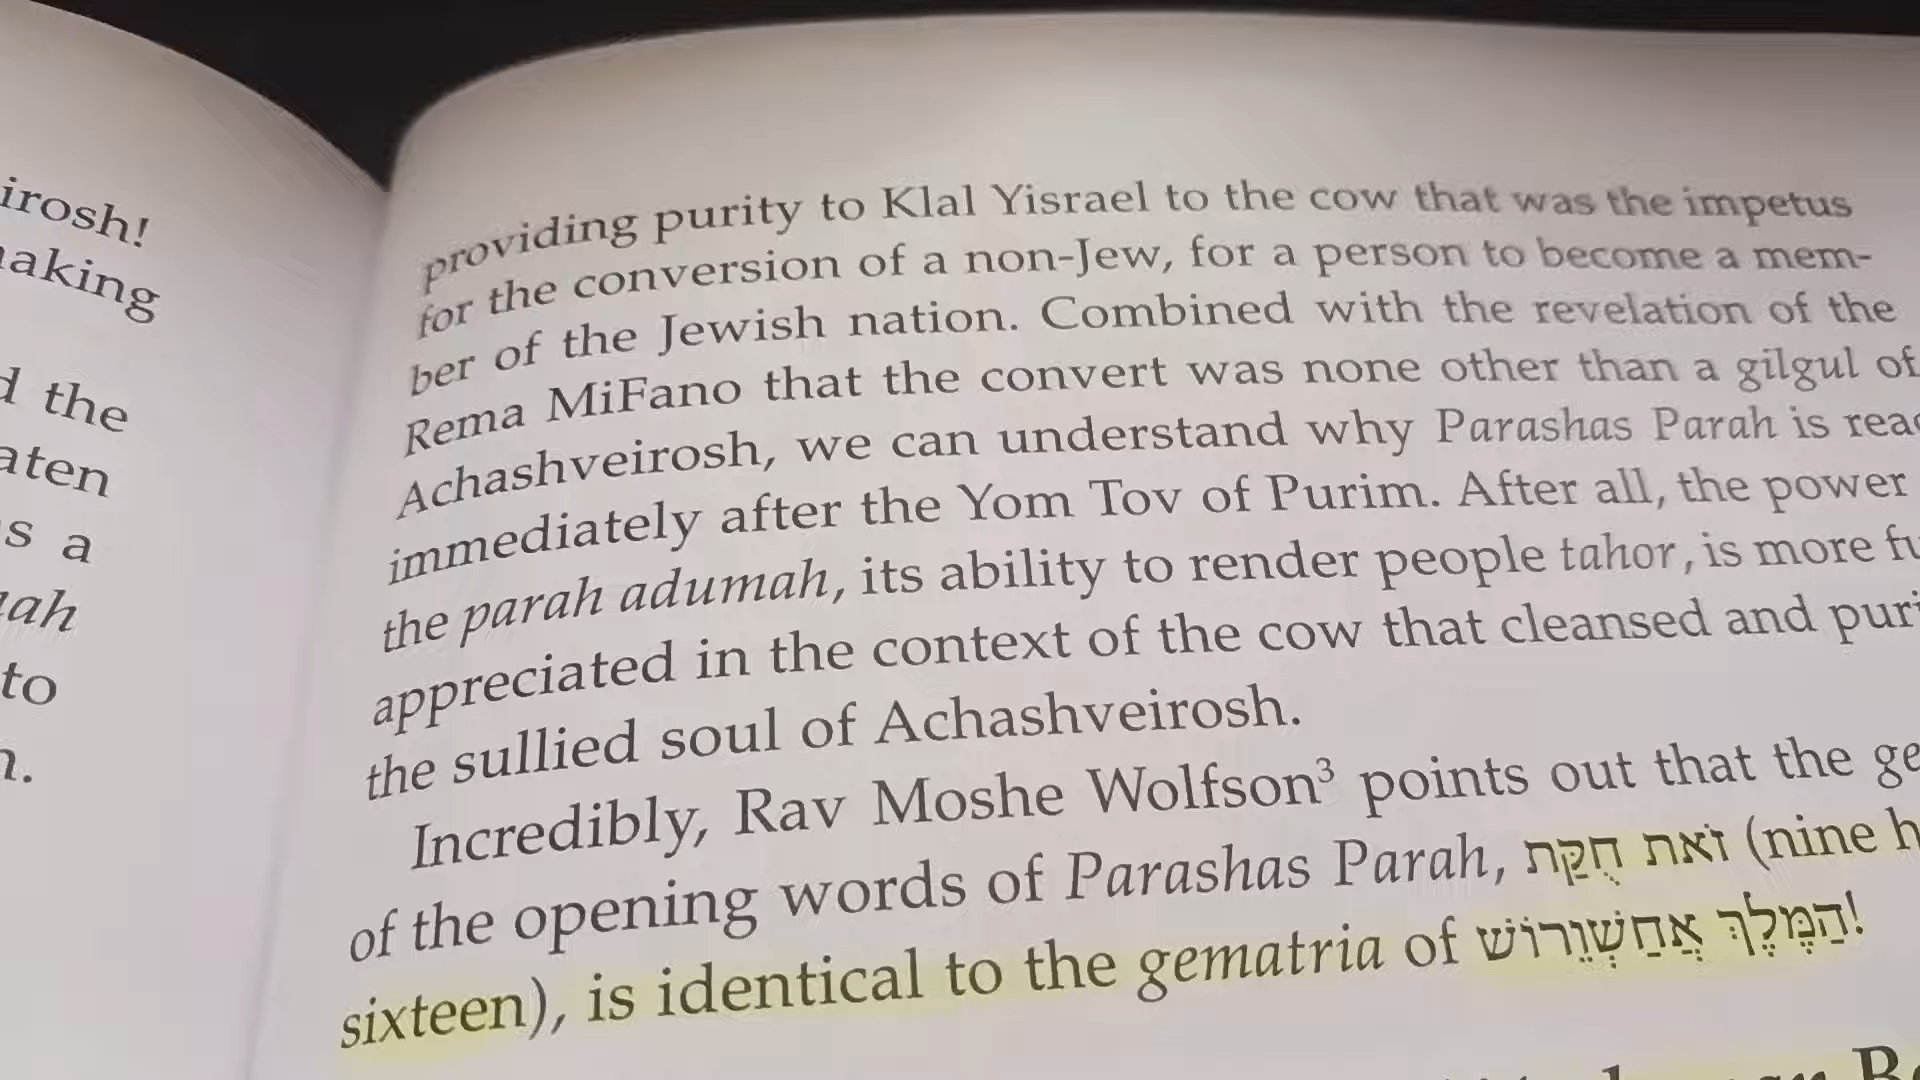 irosh!
aking
d the
aten
s a
ah
to
n.
providing purity to Klal Yisrael to the cow that was the impetus
for the conversion of a non-Jew, for a person to become a mem-
ber of the Jewish nation. Combined with the revelation of the
Rema MiFano that the convert was none other than a gilgul of
Achashveirosh, we can understand why Parashas Parah is read
immediately after the Yom Tov of Purim. After all, the power
the parah adumah, its ability to render people tahor, is more fu
appreciated in the context of the cow that cleansed and puri
the sullied soul of Achashveirosh.
Incredibly, Rav Moshe Wolfson³ points out that the ge
of the opening words of Parashas Parah, זֹאת חֻקַּת (nine h
sixteen), is identical to the gematria of הַמֶּלֶךְ אֲחַשְׁוֵרוֹשׁ!